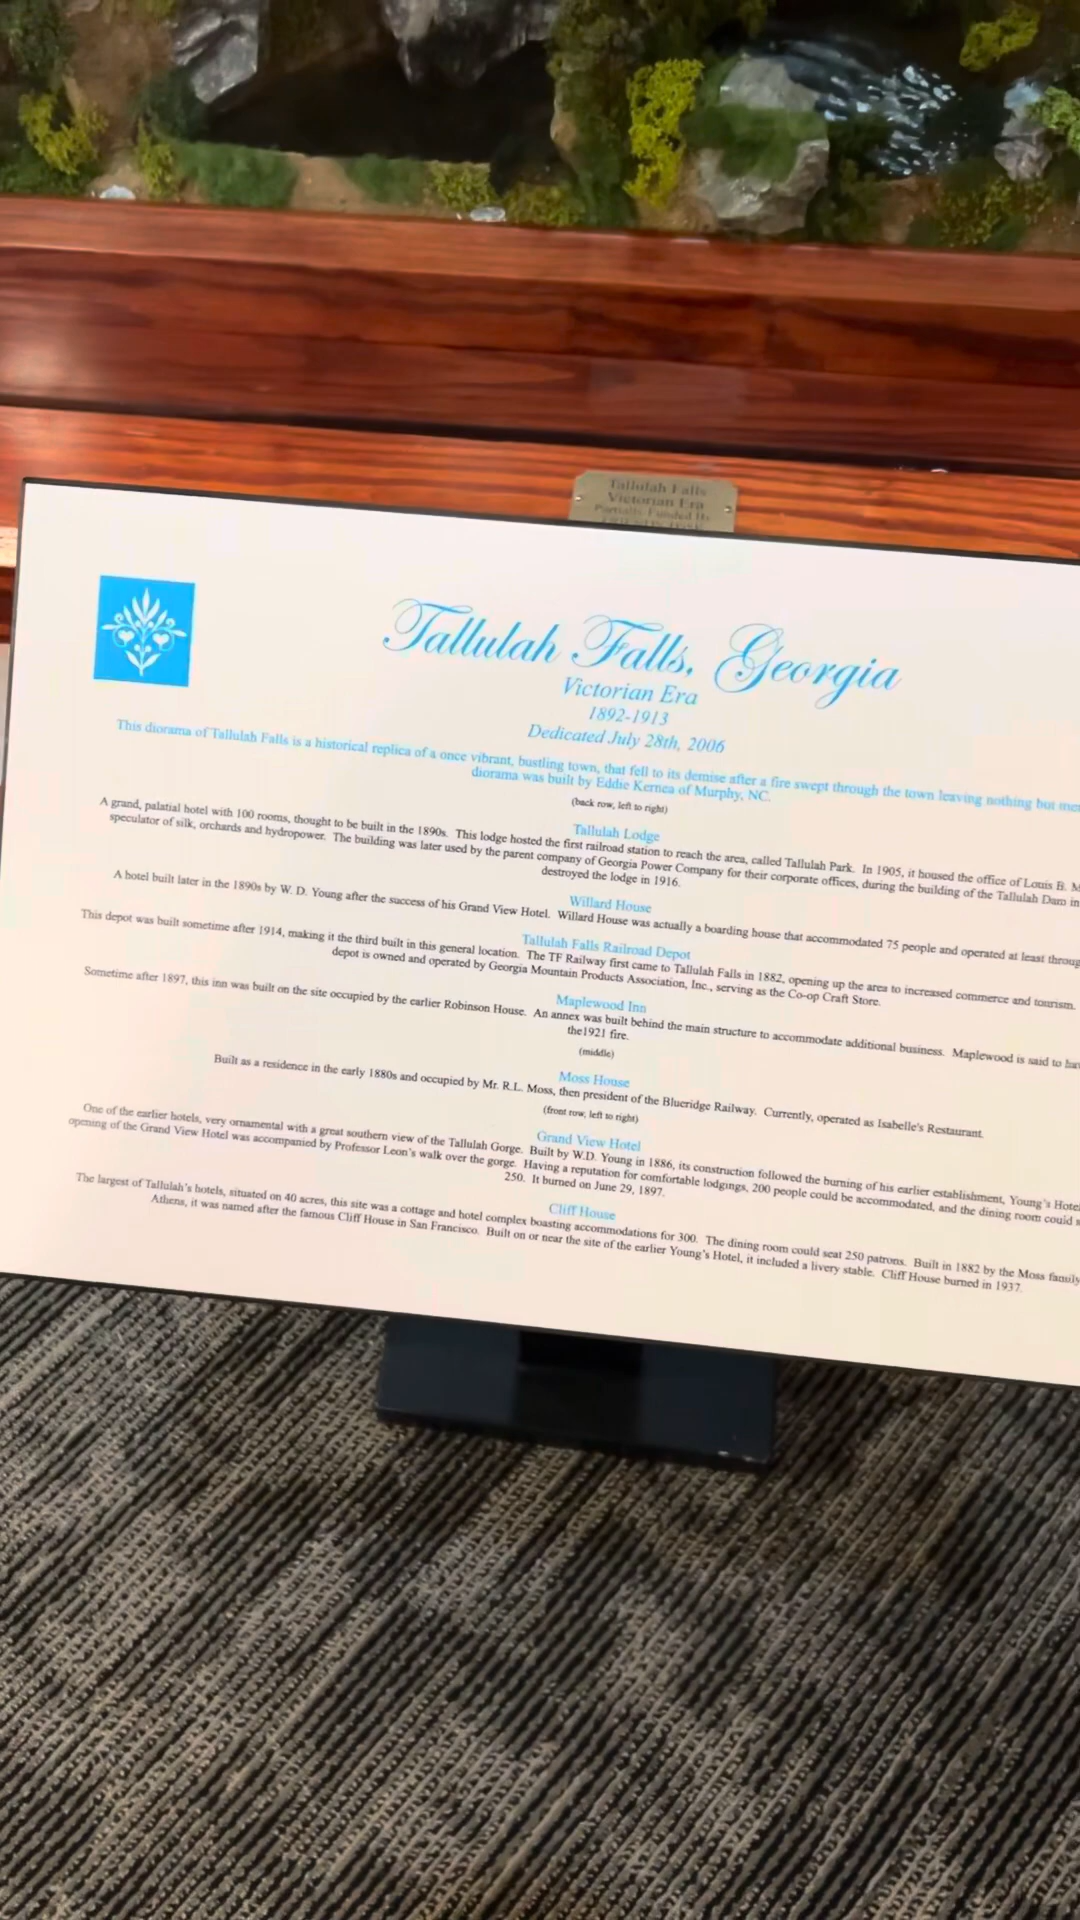 Tallulah Falls
Victorian Era
Partially Funded By
Tallulah Falls, Georgia
Victorian Era
1892-1913
Dedicated July 28th, 2006
This diorama of Tallulah Falls is a historical replica of a once vibrant, bustling town, that fell to its demise after a fire swept through the town leaving nothing but
diorama was built by Eddie Kernea of Murphy, NC.
(back row, left to right)
Tallulah Lodge
A grand, palatial hotel with 100 rooms, thought to be built in the 1890s. This lodge hosted the first railroad station to reach the area, called Tallulah Park. In 1905, it housed the office of Louis B. M
speculator of silk, orchards and hydropower. The building was later used by the parent company of Georgia Power Company for their corporate offices, during the building of the Tallulah Dam in
destroyed the lodge in 1916.
Willard House
A hotel built later in the 1890s by W. D. Young after the success of his Grand View Hotel. Willard House was actually a boarding house that accommodated 75 people and operated at least throug
Tallulah Falls Railroad Depot
This depot was built sometime after 1914, making it the third built in this general location. The TF Railway first came to Tallulah Falls in 1882, opening up the area to increased commerce and tourism.
depot is owned and operated by Georgia Mountain Products Association, Inc., serving as the Co-op Craft Store.
Maplewood Inn
Sometime after 1897, this inn was built on the site occupied by the earlier Robinson House. An annex was built behind the main structure to accommodate additional business. Maplewood is said to
the1921 fire.
(middle)
Moss House
Built as a residence in the early 1880s and occupied by Mr. R.L. Moss, then president of the Blueridge Railway. Currently, operated as Isabelle's Restaurant.
(front row, left to right)
Grand View Hotel
One of the earlier hotels, very ornamental with a great southern view of the Tallulah Gorge. Built by W.D. Young in 1886, its construction followed the burning of his earlier establishment, Young's Hotel
opening of the Grand View Hotel was accompanied by Professor Leon's walk over the gorge. Having a reputation for comfortable lodgings, 200 people could be accommodated, and the dining room could s
250. It burned on June 29, 1897.
Cliff House
The largest of Tallulah's hotels, situated on 40 acres, this site was a cottage and hotel complex boasting accommodations for 300. The dining room could seat 250 patrons. Built in 1882 by the Moss family
Athens, it was named after the famous Cliff House in San Francisco. Built on or near the site of the earlier Young's Hotel, it included a livery stable. Cliff House burned in 1937.